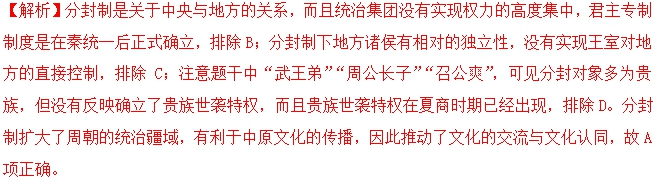 【解析】分封制是关于中央与地方的关系，而且统治集团没有实现权力的高度集中，君主专制
制度是在秦统一后正式确立，排除 B；分封制下地方诸侯有相对的独立性，没有实现王室对地
方的直接控制，排除 C；注意题干中“武王弟”“周公长子”“召公奭”，可见分封对象多为贵
族，但没有反映确立了贵族世袭特权，而且贵族世袭特权在夏商时期已经出现，排除 D。分封
制扩大了周朝的统治疆域，有利于中原文化的传播，因此推动了文化的交流与文化认同，故 A
项正确。